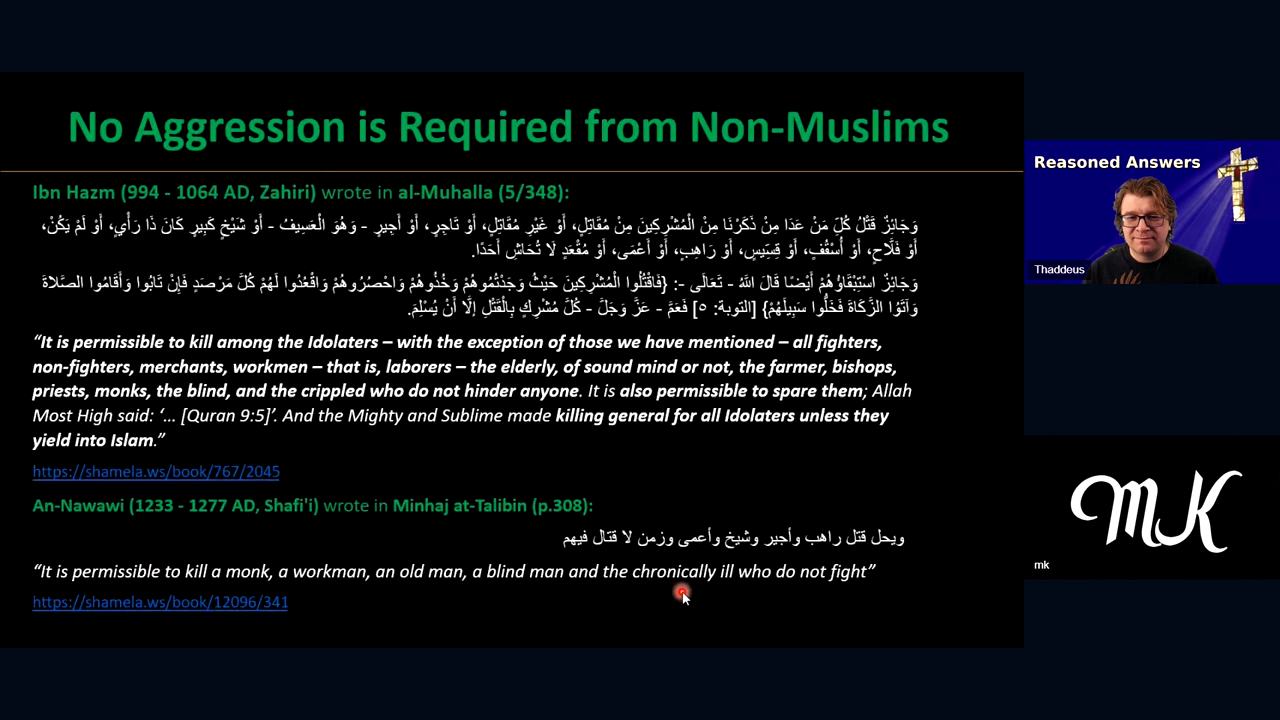 No Aggression is Required from Non-Muslims
Ibn Hazm (994 - 1064 AD, Zahiri) wrote in al-Muhalla (5/348):
وَجَائِزٌ قَتْلُ كُلِّ مَنْ عَدَا مِنْ ذَكَرْنَا مِنْ الْمُشْرِكِينَ مِنْ مُقَاتِلٍ، أَوْ غَيْرِ مُقَاتِلٍ، أَوْ تَاجِرٍ، أَوْ أَجِيرٍ - وَهُوَ الْعَسِيفُ - أَوْ شَيْخٍ كَبِيرٍ كَانَ ذَا رَأْيٍ، أَوْ لَمْ يَكُنْ،
أَوْ فَلَّاحٍ، أَوْ أُسْقُفٍ، أَوْ قِسِّيسٍ، أَوْ رَاهِبٍ، أَوْ أَعْمَى، أَوْ مُقْعَدٍ لَا تُحَاشِ أَحَدًا.
وَجَائِزٌ اسْتِبْقَاؤُهُمْ أَيْضًا قَالَ اللَّهُ - تَعَالَى -: {فَاقْتُلُوا الْمُشْرِكِينَ حَيْثُ وَجَدْتُمُوهُمْ وَخُذُوهُمْ وَاحْصُرُوهُمْ وَاقْعُدُوا لَهُمْ كُلَّ مَرْصَدٍ فَإِنْ تَابُوا وَأَقَامُوا الصَّلاةَ
وَآتَوُا الزَّكَاةَ فَخَلُّوا سَبِيلَهُمْ} [التوبة: ٥] فَعَمَّ - عَزَّ وَجَلَّ - كُلَّ مُشْرِكٍ بِالْقَتْلِ إلَّا أَنْ يُسْلِمَ.
“It is permissible to kill among the Idolaters – with the exception of those we have mentioned – all fighters,
non-fighters, merchants, workmen – that is, laborers – the elderly, of sound mind or not, the farmer, bishops,
priests, monks, the blind, and the crippled who do not hinder anyone. It is also permissible to spare them; Allah
Most High said: ‘... [Quran 9:5]’. And the Mighty and Sublime made killing general for all Idolaters unless they
yield into Islam.”
https://shamela.ws/book/767/2045
An-Nawawi (1233 - 1277 AD, Shafi'i) wrote in Minhaj at-Talibin (p.308):
ويحل قتل راهب وأجير وشيخ وأعمى وزمن لا قتال فيهم
“It is permissible to kill a monk, a workman, an old man, a blind man and the chronically ill who do not fight”
https://shamela.ws/book/12096/341
Reasoned Answers
Thaddeus
MK
mk